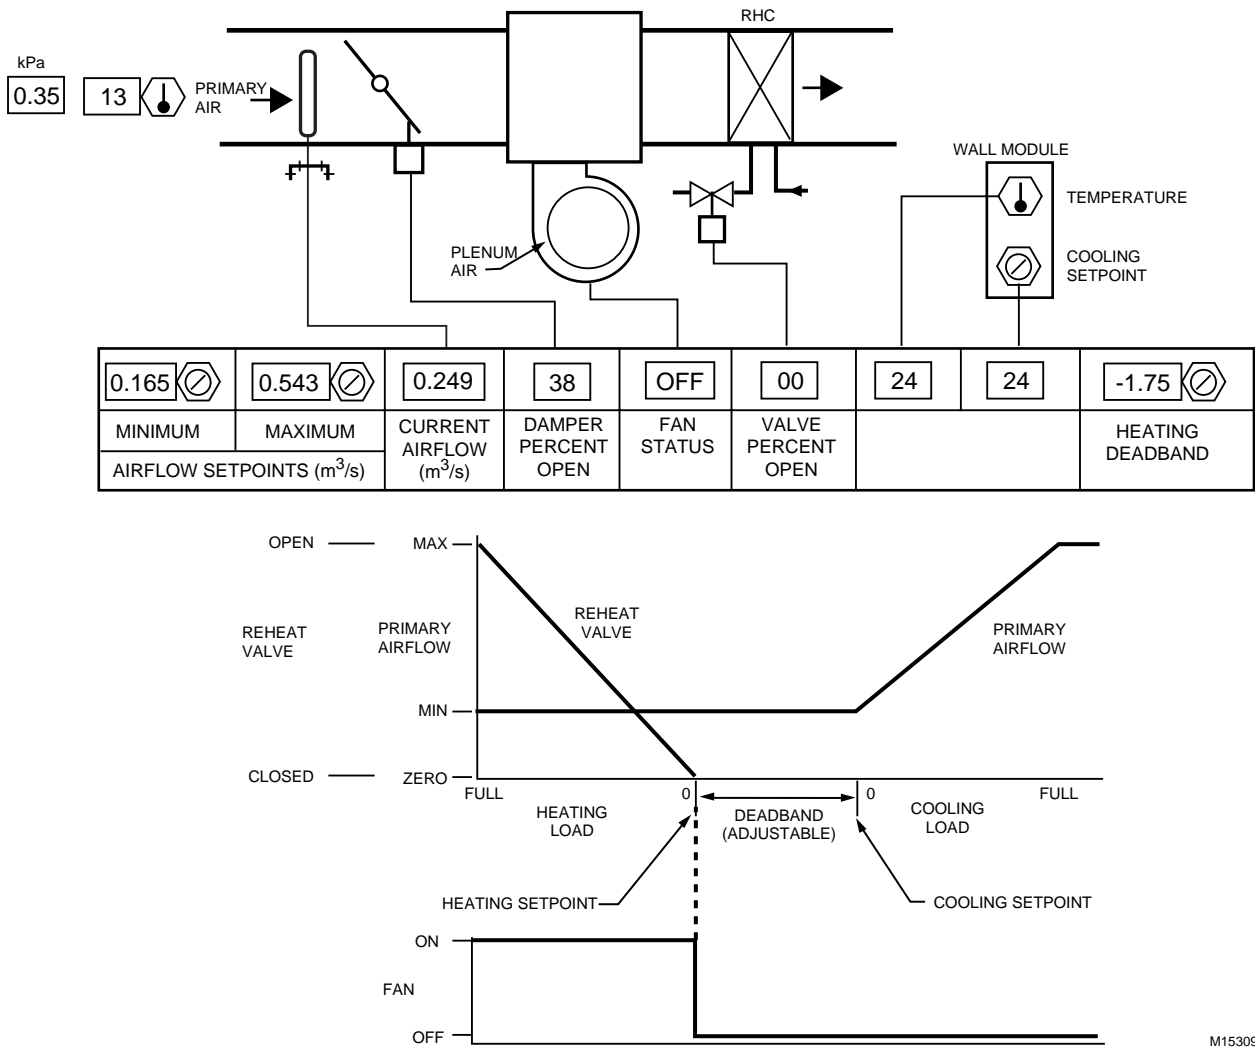 RHC
kPa
0.35
13
PRIMARY
AIR
WALL MODULE
TEMPERATURE
PLENUM
AIR
COOLING
SETPOINT
0.165 0.543 0.249 38 OFF 00 24 24 -1.75
MINIMUM MAXIMUM
AIRFLOW SETPOINTS (m³/s)
CURRENT
AIRFLOW
(m³/s)
DAMPER
PERCENT
OPEN
FAN
STATUS
VALVE
PERCENT
OPEN
HEATING
DEADBAND
OPEN MAX
REHEAT
VALVE
PRIMARY
AIRFLOW
REHEAT
VALVE
PRIMARY
AIRFLOW
MIN
CLOSED ZERO
FULL 0 0 FULL
HEATING
LOAD
DEADBAND
(ADJUSTABLE)
COOLING
LOAD
HEATING SETPOINT COOLING SETPOINT
ON
FAN
OFF
M15309